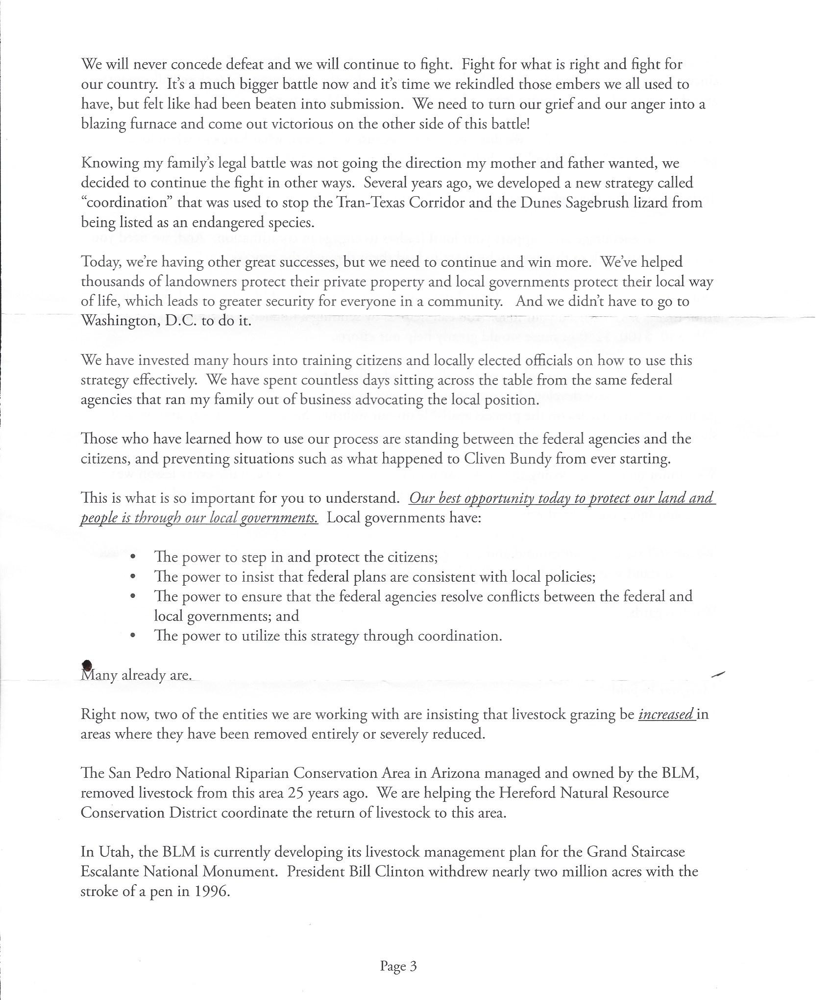 We will never concede defeat and we will continue to fight.  Fight for what is right and fight for
our country.  It's a much bigger battle now and it's time we rekindled those embers we all used to
have, but felt like had been beaten into submission.  We need to turn our grief and our anger into a
blazing furnace and come out victorious on the other side of this battle!
Knowing my family's legal battle was not going the direction my mother and father wanted, we
decided to continue the fight in other ways.  Several years ago, we developed a new strategy called
“coordination” that was used to stop the Tran-Texas Corridor and the Dunes Sagebrush lizard from
being listed as an endangered species.
Today, we're having other great successes, but we need to continue and win more.  We've helped
thousands of landowners protect their private property and local governments protect their local way
of life, which leads to greater security for everyone in a community.   And we didn't have to go to
Washington, D.C. to do it.
We have invested many hours into training citizens and locally elected officials on how to use this
strategy effectively.  We have spent countless days sitting across the table from the same federal
agencies that ran my family out of business advocating the local position.
Those who have learned how to use our process are standing between the federal agencies and the
citizens, and preventing situations such as what happened to Cliven Bundy from ever starting.
This is what is so important for you to understand.  Our best opportunity today to protect our land and
people is through our local governments.  Local governments have:
• The power to step in and protect the citizens;
• The power to insist that federal plans are consistent with local policies;
• The power to ensure that the federal agencies resolve conflicts between the federal and
local governments; and
• The power to utilize this strategy through coordination.
Many already are.
Right now, two of the entities we are working with are insisting that livestock grazing be increased in
areas where they have been removed entirely or severely reduced.
The San Pedro National Riparian Conservation Area in Arizona managed and owned by the BLM,
removed livestock from this area 25 years ago.  We are helping the Hereford Natural Resource
Conservation District coordinate the return of livestock to this area.
In Utah, the BLM is currently developing its livestock management plan for the Grand Staircase
Escalante National Monument.  President Bill Clinton withdrew nearly two million acres with the
stroke of a pen in 1996.
Page 3